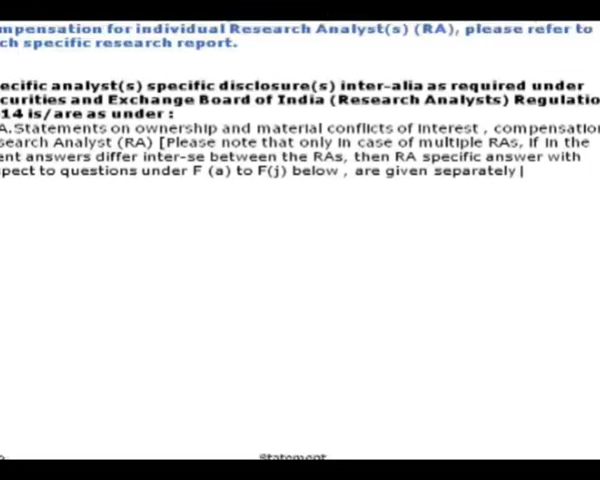 mpensation for individual Research Analyst(s) (RA), please refer to
ch specific research report.
ecific analyst(s) specific disclosure(s) inter-alia as required under
curities and Exchange Board of India (Research Analysts) Regulatio
14 is/are as under :
A.Statements on ownership and material conflicts of interest , compensation
search Analyst (RA) [Please note that only in case of multiple RAs, if in the
ent answers differ inter-se between the RAs, then RA specific answer with
pect to questions under F (a) to F(j) below , are given separately|
Statement